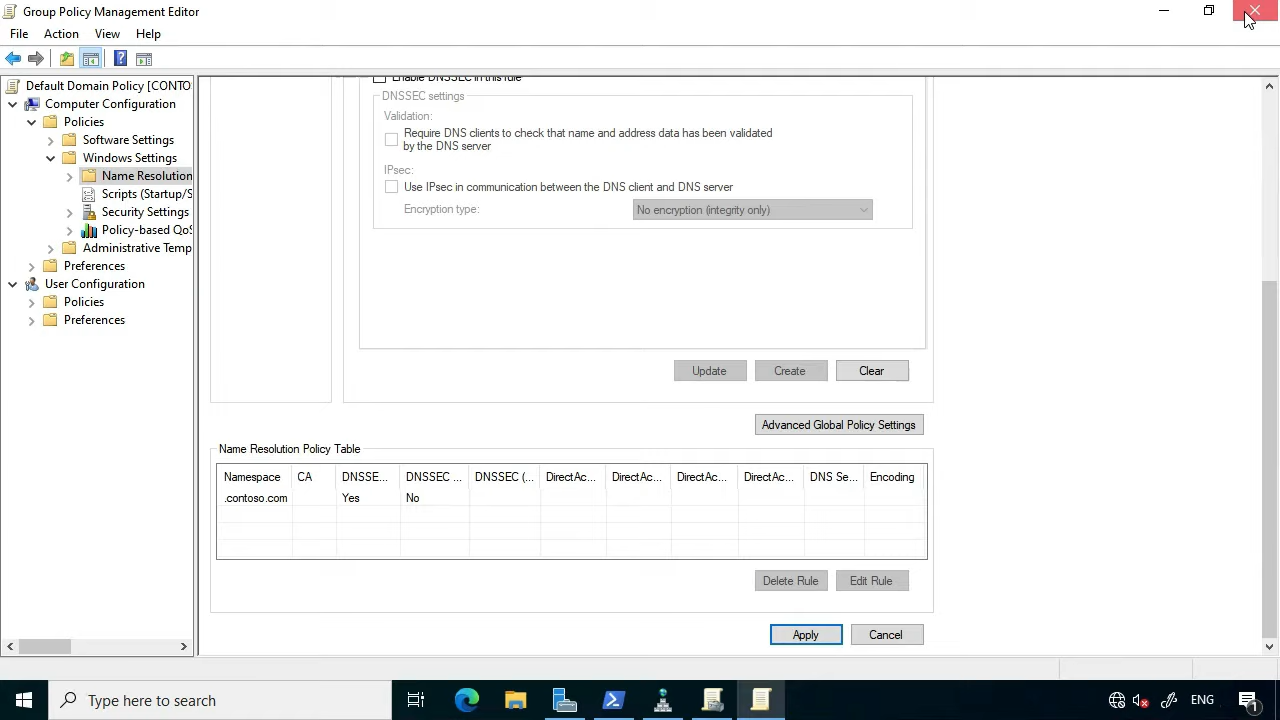 Group Policy Management Editor
File Action View Help
Default Domain Policy [CONTO
Computer Configuration
Policies
Software Settings
Windows Settings
Name Resolution
Scripts (Startup/S
Security Settings
Policy-based QoS
Administrative Temp
Preferences
User Configuration
Policies
Preferences
Enable DNSSEC in this rule
DNSSEC settings
Validation:
Require DNS clients to check that name and address data has been validated
by the DNS server
IPsec:
Use IPsec in communication between the DNS client and DNS server
Encryption type: No encryption (integrity only)
Update Create Clear
Advanced Global Policy Settings
Name Resolution Policy Table
Namespace CA DNSSE... DNSSEC ... DNSSEC (... DirectAc... DirectAc... DirectAc... DirectAc... DNS Se... Encoding
.contoso.com Yes No
Delete Rule Edit Rule
Apply Cancel
Type here to search ENG 1